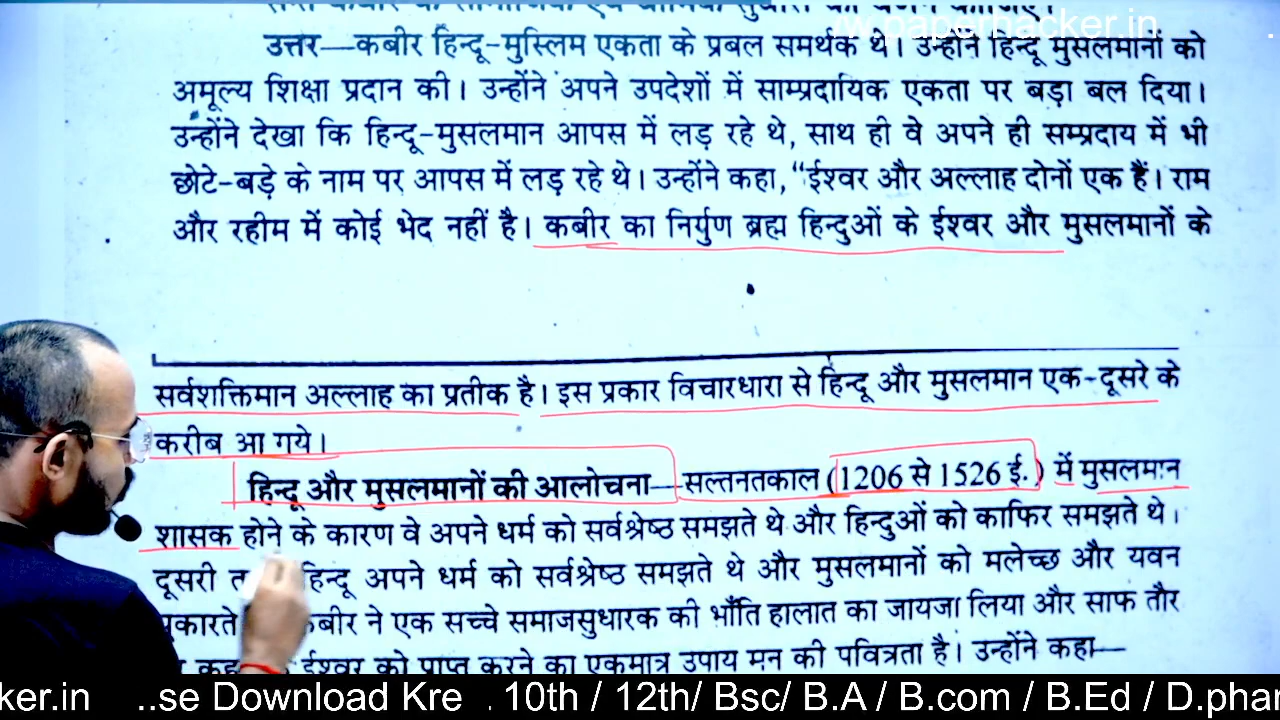 www.paperhacker.in
उत्तर—कबीर हिन्दू-मुस्लिम एकता के प्रबल समर्थक थे। उन्होंने हिन्दू मुसलमानों को
अमूल्य शिक्षा प्रदान की। उन्होंने अपने उपदेशों में साम्प्रदायिक एकता पर बड़ा बल दिया।
उन्होंने देखा कि हिन्दू-मुसलमान आपस में लड़ रहे थे, साथ ही वे अपने ही सम्प्रदाय में भी
छोटे-बड़े के नाम पर आपस में लड़ रहे थे। उन्होंने कहा, “ईश्वर और अल्लाह दोनों एक हैं। राम
और रहीम में कोई भेद नहीं है। कबीर का निर्गुण ब्रह्म हिन्दुओं के ईश्वर और मुसलमानों के
सर्वशक्तिमान अल्लाह का प्रतीक है। इस प्रकार विचारधारा से हिन्दू और मुसलमान एक-दूसरे के
करीब आ गये।
हिन्दू और मुसलमानों की आलोचना—सल्तनतकाल (1206 से 1526 ई.) में मुसलमान
शासक होने के कारण वे अपने धर्म को सर्वश्रेष्ठ समझते थे और हिन्दुओं को काफिर समझते थे।
दूसरी हिन्दू अपने धर्म को सर्वश्रेष्ठ समझते थे और मुसलमानों को मलेच्छ और यवन
कबीर ने एक सच्चे समाजसुधारक की भाँति हालात का जायजा लिया और साफ तौर
ईश्वर को प्राप्त करने का एकमात्र उपाय मन की पवित्रता है। उन्होंने कहा—
ker.in ..se Download Kre . 10th / 12th/ Bsc/ B.A / B.com / B.Ed / D.phar